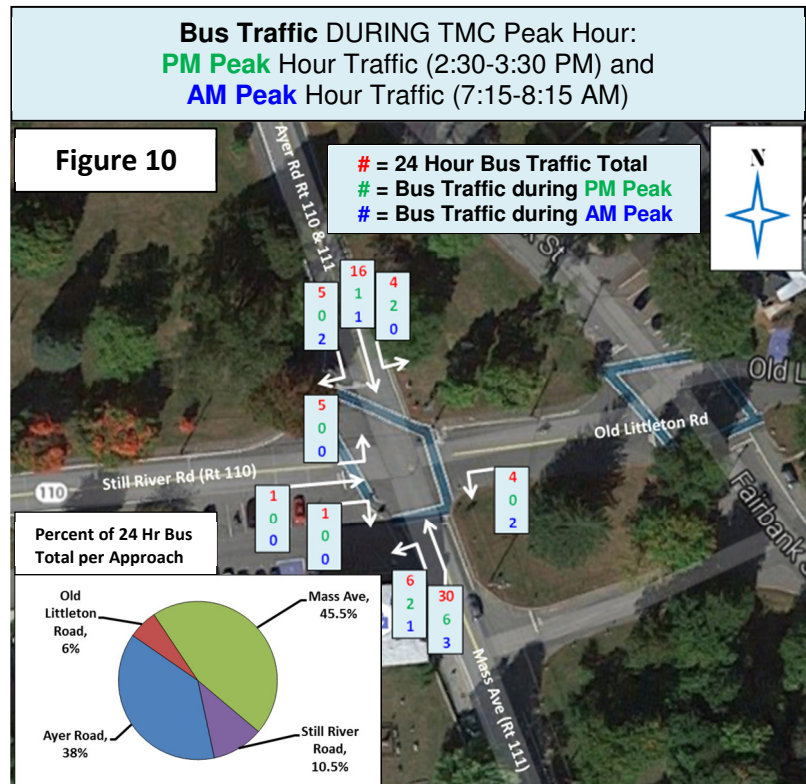 Bus Traffic DURING TMC Peak Hour:
PM Peak Hour Traffic (2:30-3:30 PM) and
AM Peak Hour Traffic (7:15-8:15 AM)
Figure 10
# = 24 Hour Bus Traffic Total
# = Bus Traffic during PM Peak
# = Bus Traffic during AM Peak
N
Ayer Rd Rt 110 & 111
5
0
2
16
1
1
4
2
0
Old Littleton Rd
Still River Rd (Rt 110)
110
5
0
0
1
0
0
1
0
0
4
0
2
6
2
1
30
6
3
Mass Ave (Rt 111)
Percent of 24 Hr Bus
Total per Approach
Old
Littleton
Road,
6%
Mass Ave,
45.5%
Ayer Road,
38%
Still River
Road,
10.5%